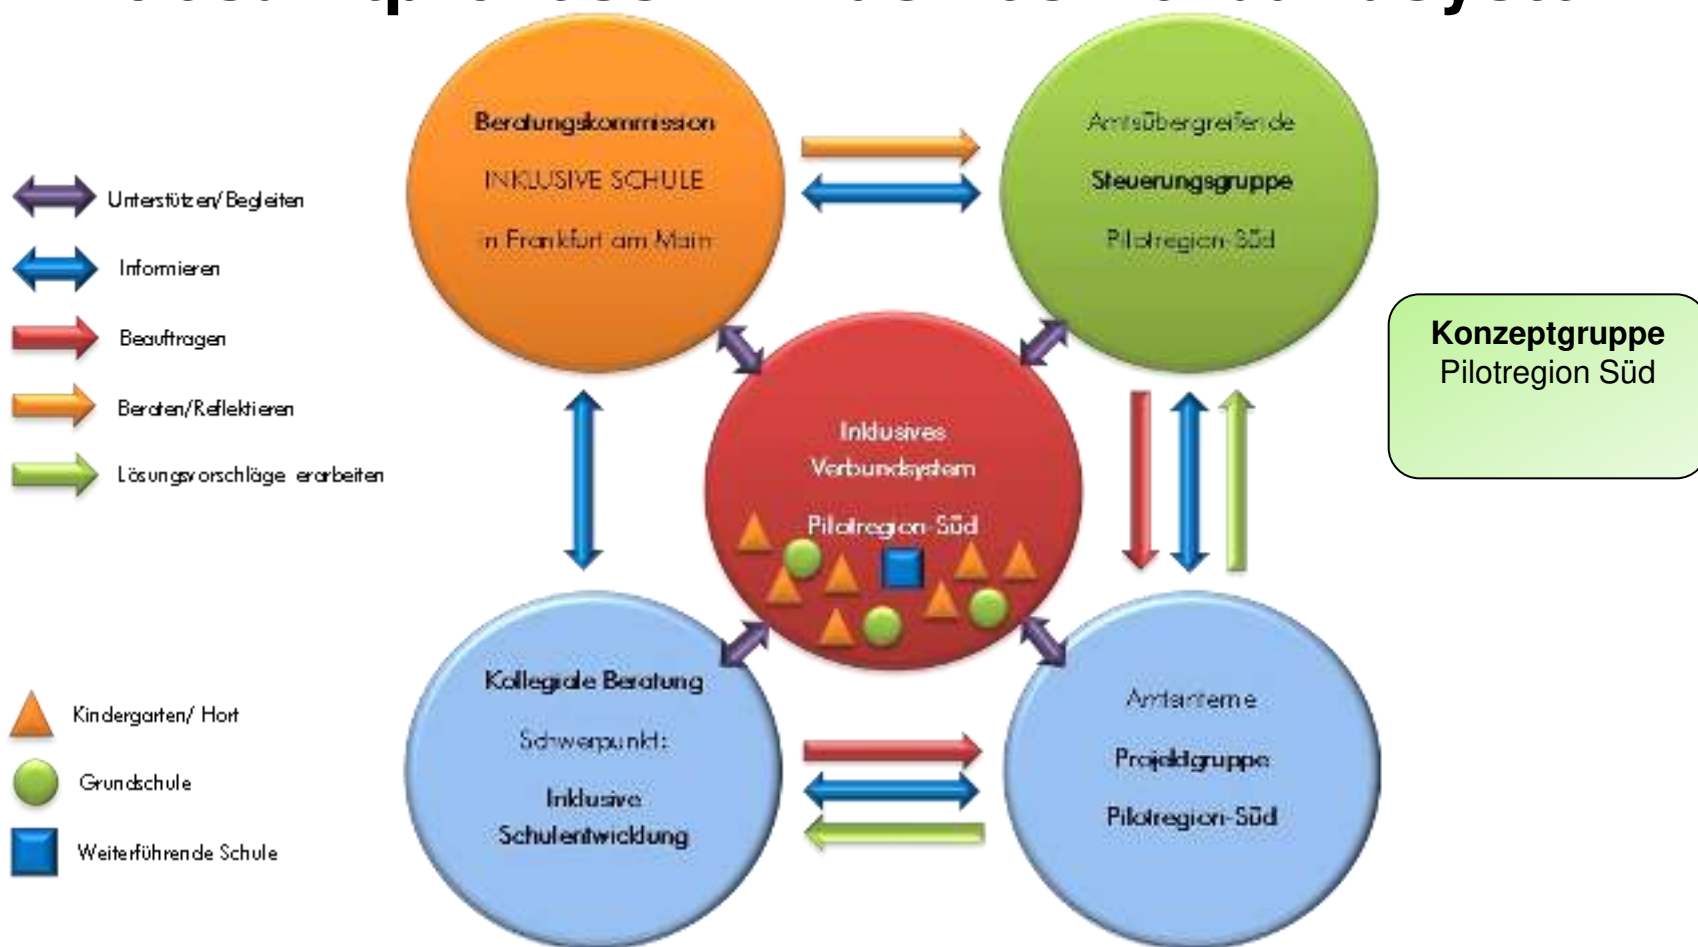 Beratungskommission
INKLUSIVE SCHULE
in Frankfurt am Main
Amtsübergreifende
Steuerungsgruppe
Pilotregion-Süd
Unterstützen/Begleiten
Informieren
Beauftragen
Beraten/Reflektieren
Lösungsvorschläge erarbeiten
Konzeptgruppe
Pilotregion Süd
Inklusives
Verbundsystem
Pilotregion-Süd
Kindergarten/ Hort
Grundschule
Weiterführende Schule
Kollegiale Beratung
Schwerpunkt:
Inklusive
Schulentwicklung
Amtsinterne
Projektgruppe
Pilotregion-Süd